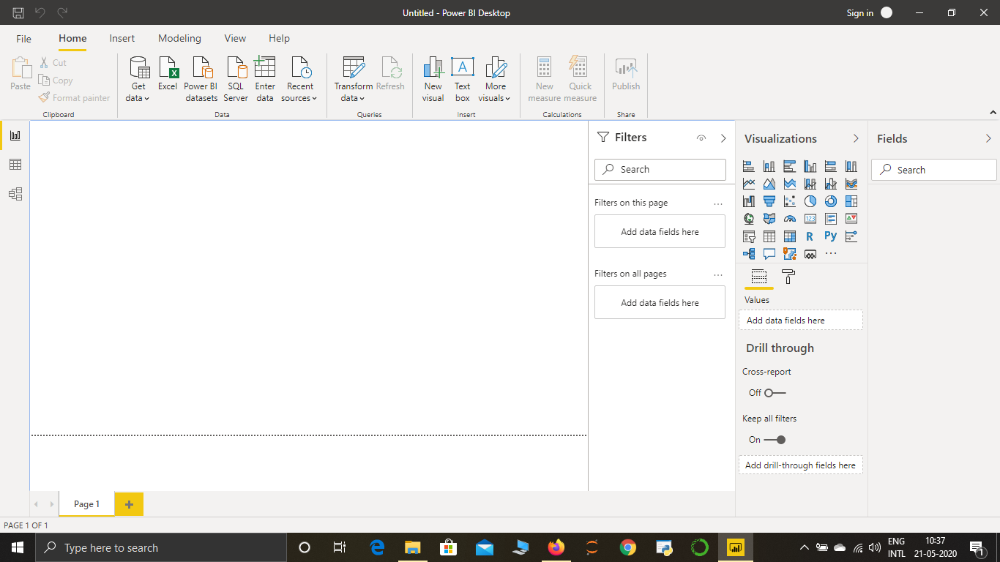 Untitled - Power BI Desktop
Sign in
File Home Insert Modeling View Help
Paste
Cut
Copy
Format painter
Clipboard
Get data
Excel
Power BI datasets
SQL Server
Enter data
Recent sources
Data
Transform data
Refresh
Queries
New visual
Text box
More visuals
Insert
New measure
Quick measure
Calculations
Publish
Share
Filters
Search
Filters on this page
Add data fields here
Filters on all pages
Add data fields here
Visualizations
123
R
Py
Values
Add data fields here
Drill through
Cross-report
Off
Keep all filters
On
Add drill-through fields here
Fields
Search
Page 1
PAGE 1 OF 1
Type here to search
ENG
INTL
10:37
21-05-2020
1